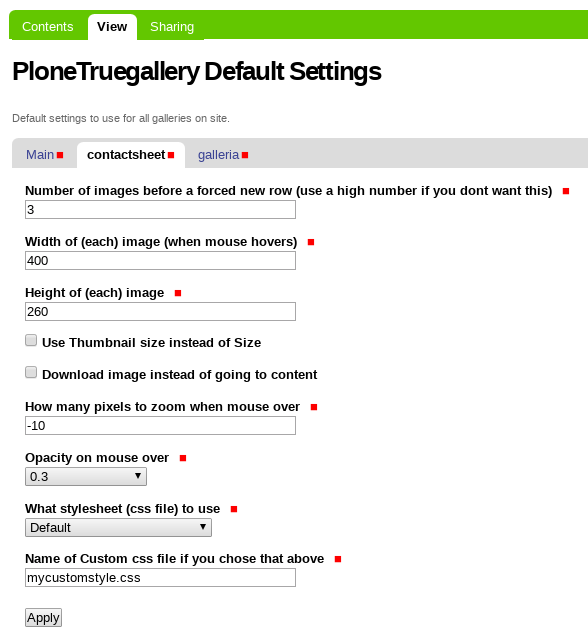 Contents View Sharing
PloneTruegallery Default Settings
Default settings to use for all galleries on site.
Main contactsheet galleria
Number of images before a forced new row (use a high number if you dont want this)
3
Width of (each) image (when mouse hovers)
400
Height of (each) image
260
Use Thumbnail size instead of Size
Download image instead of going to content
How many pixels to zoom when mouse over
-10
Opacity on mouse over
0.3
What stylesheet (css file) to use
Default
Name of Custom css file if you chose that above
mycustomstyle.css
Apply